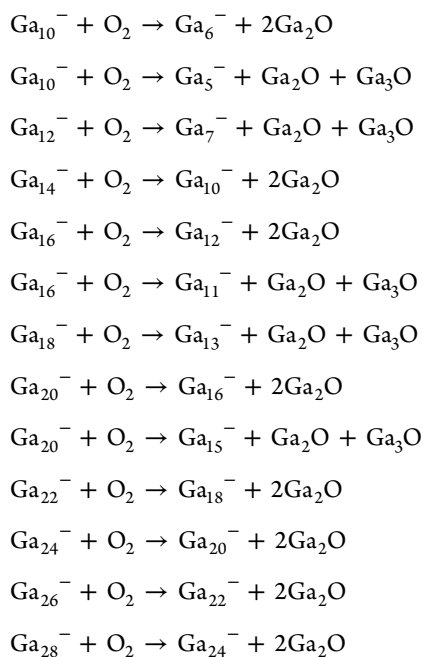 Ga₁₀⁻ + O₂ → Ga₆⁻ + 2Ga₂O
Ga₁₀⁻ + O₂ → Ga₅⁻ + Ga₂O + Ga₃O
Ga₁₂⁻ + O₂ → Ga₇⁻ + Ga₂O + Ga₃O
Ga₁₄⁻ + O₂ → Ga₁₀⁻ + 2Ga₂O
Ga₁₆⁻ + O₂ → Ga₁₂⁻ + 2Ga₂O
Ga₁₆⁻ + O₂ → Ga₁₁⁻ + Ga₂O + Ga₃O
Ga₁₈⁻ + O₂ → Ga₁₃⁻ + Ga₂O + Ga₃O
Ga₂₀⁻ + O₂ → Ga₁₆⁻ + 2Ga₂O
Ga₂₀⁻ + O₂ → Ga₁₅⁻ + Ga₂O + Ga₃O
Ga₂₂⁻ + O₂ → Ga₁₈⁻ + 2Ga₂O
Ga₂₄⁻ + O₂ → Ga₂₀⁻ + 2Ga₂O
Ga₂₆⁻ + O₂ → Ga₂₂⁻ + 2Ga₂O
Ga₂₈⁻ + O₂ → Ga₂₄⁻ + 2Ga₂O